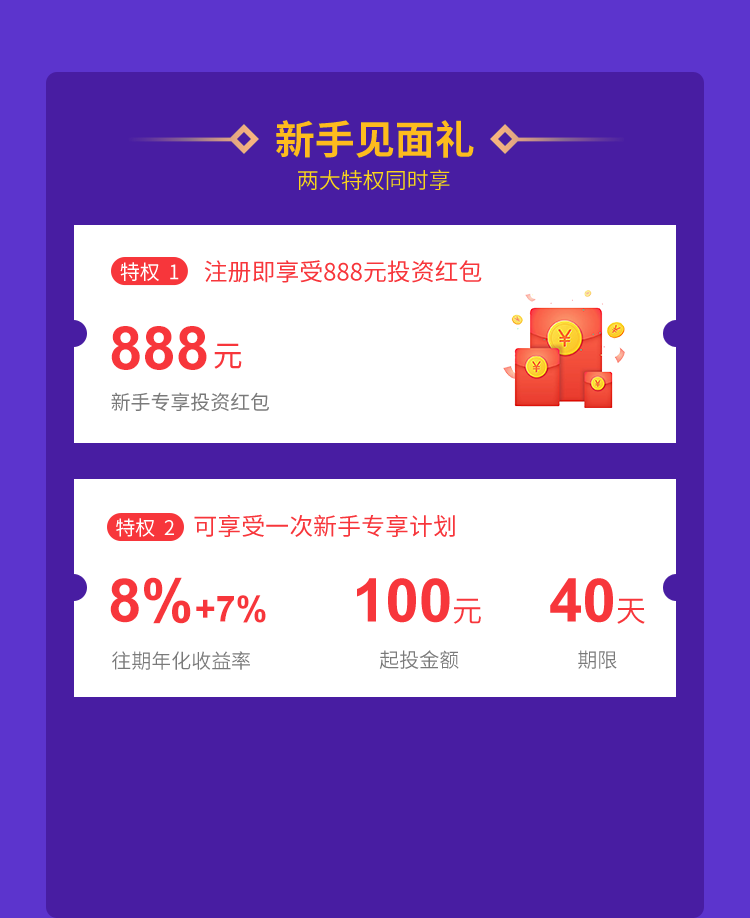 新手见面礼
两大特权同时享
特权 1 注册即享受888元投资红包
888元
新手专享投资红包
特权 2 可享受一次新手专享计划
8%+7% 100元 40天
往期年化收益率 起投金额 期限